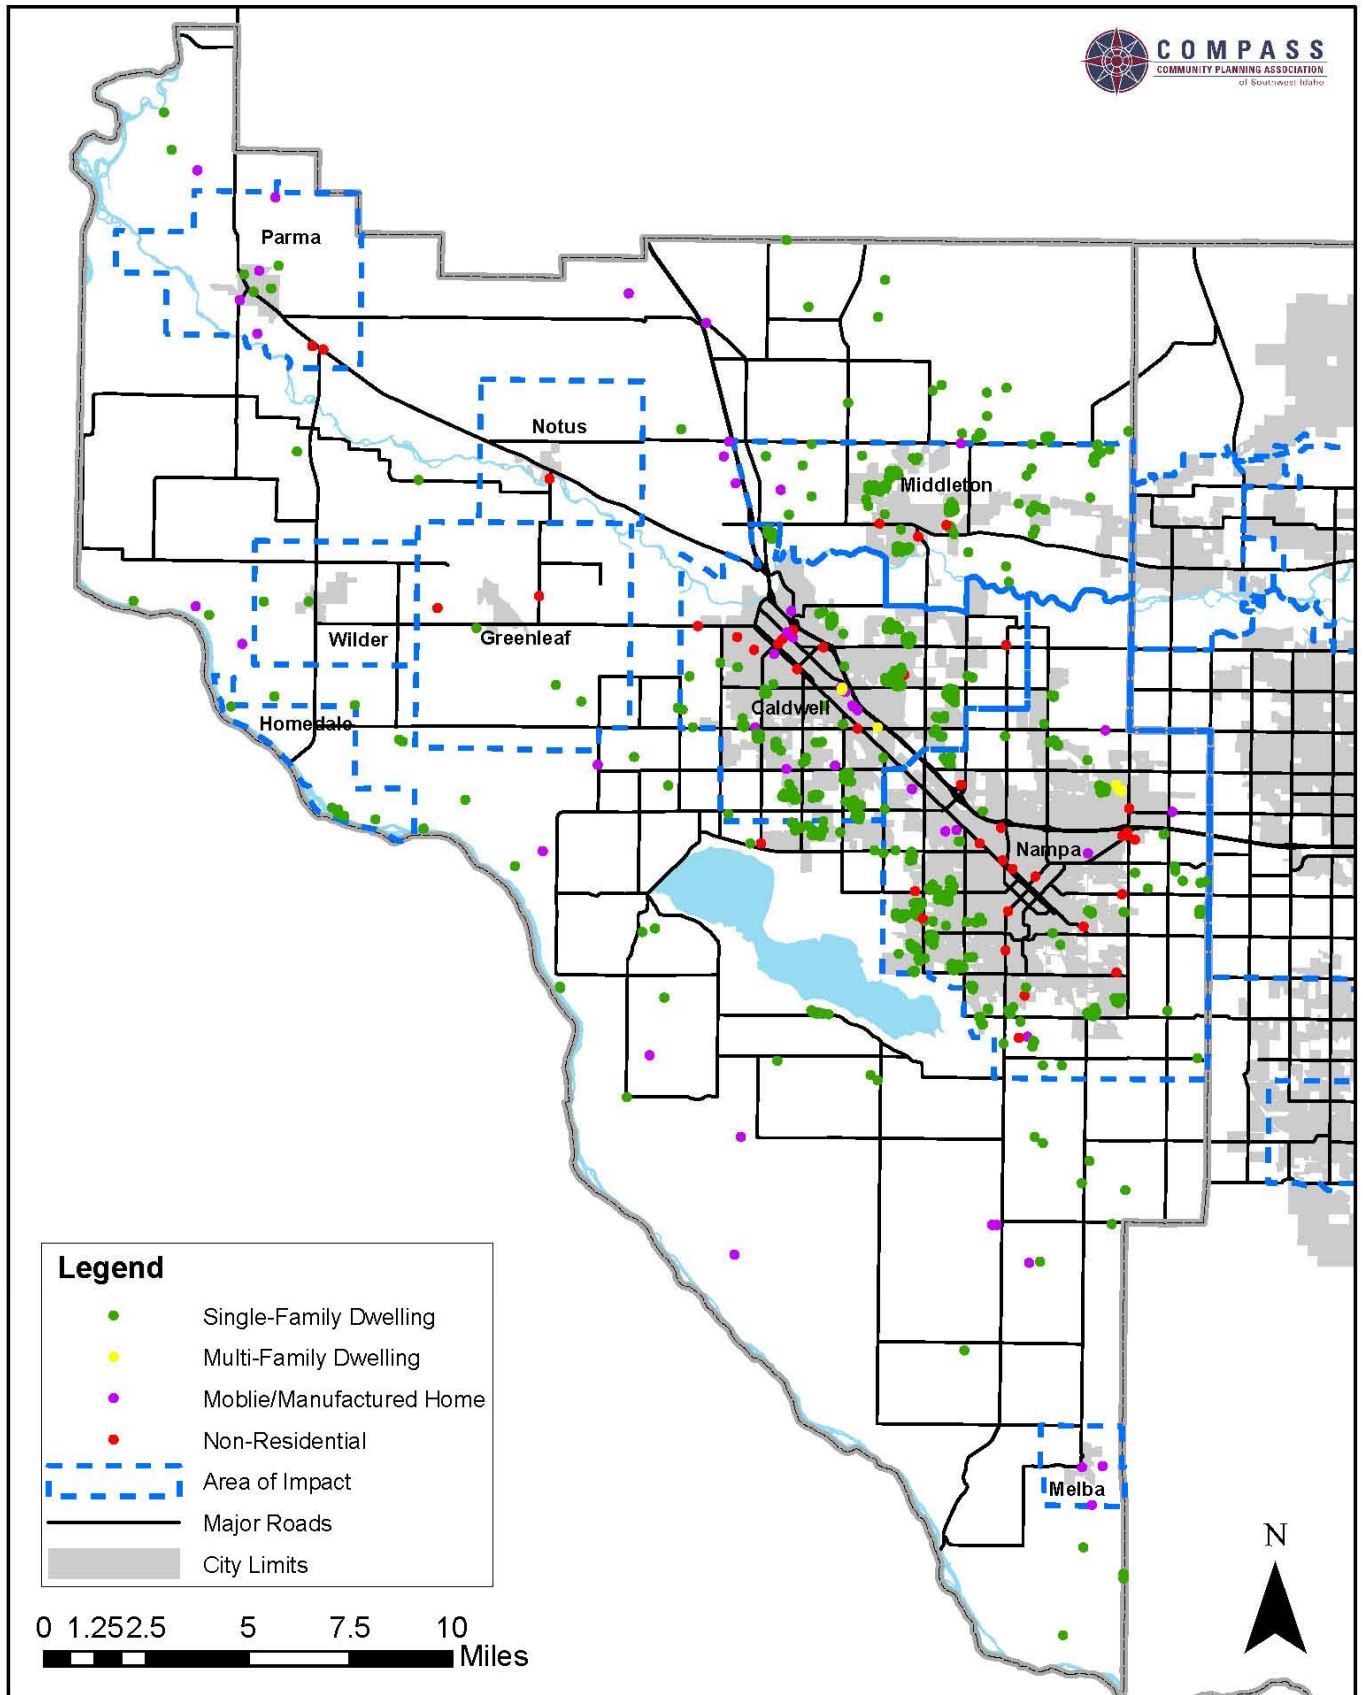 COMPASS
COMMUNITY PLANNING ASSOCIATION
of Southwest Idaho
Parma
Notus
Middleton
Wilder
Greenleaf
Homedale
Caldwell
Nampa
Melba
Legend
Single-Family Dwelling
Multi-Family Dwelling
Moblie/Manufactured Home
Non-Residential
Area of Impact
Major Roads
City Limits
0 1.25 2.5 5 7.5 10
Miles
N